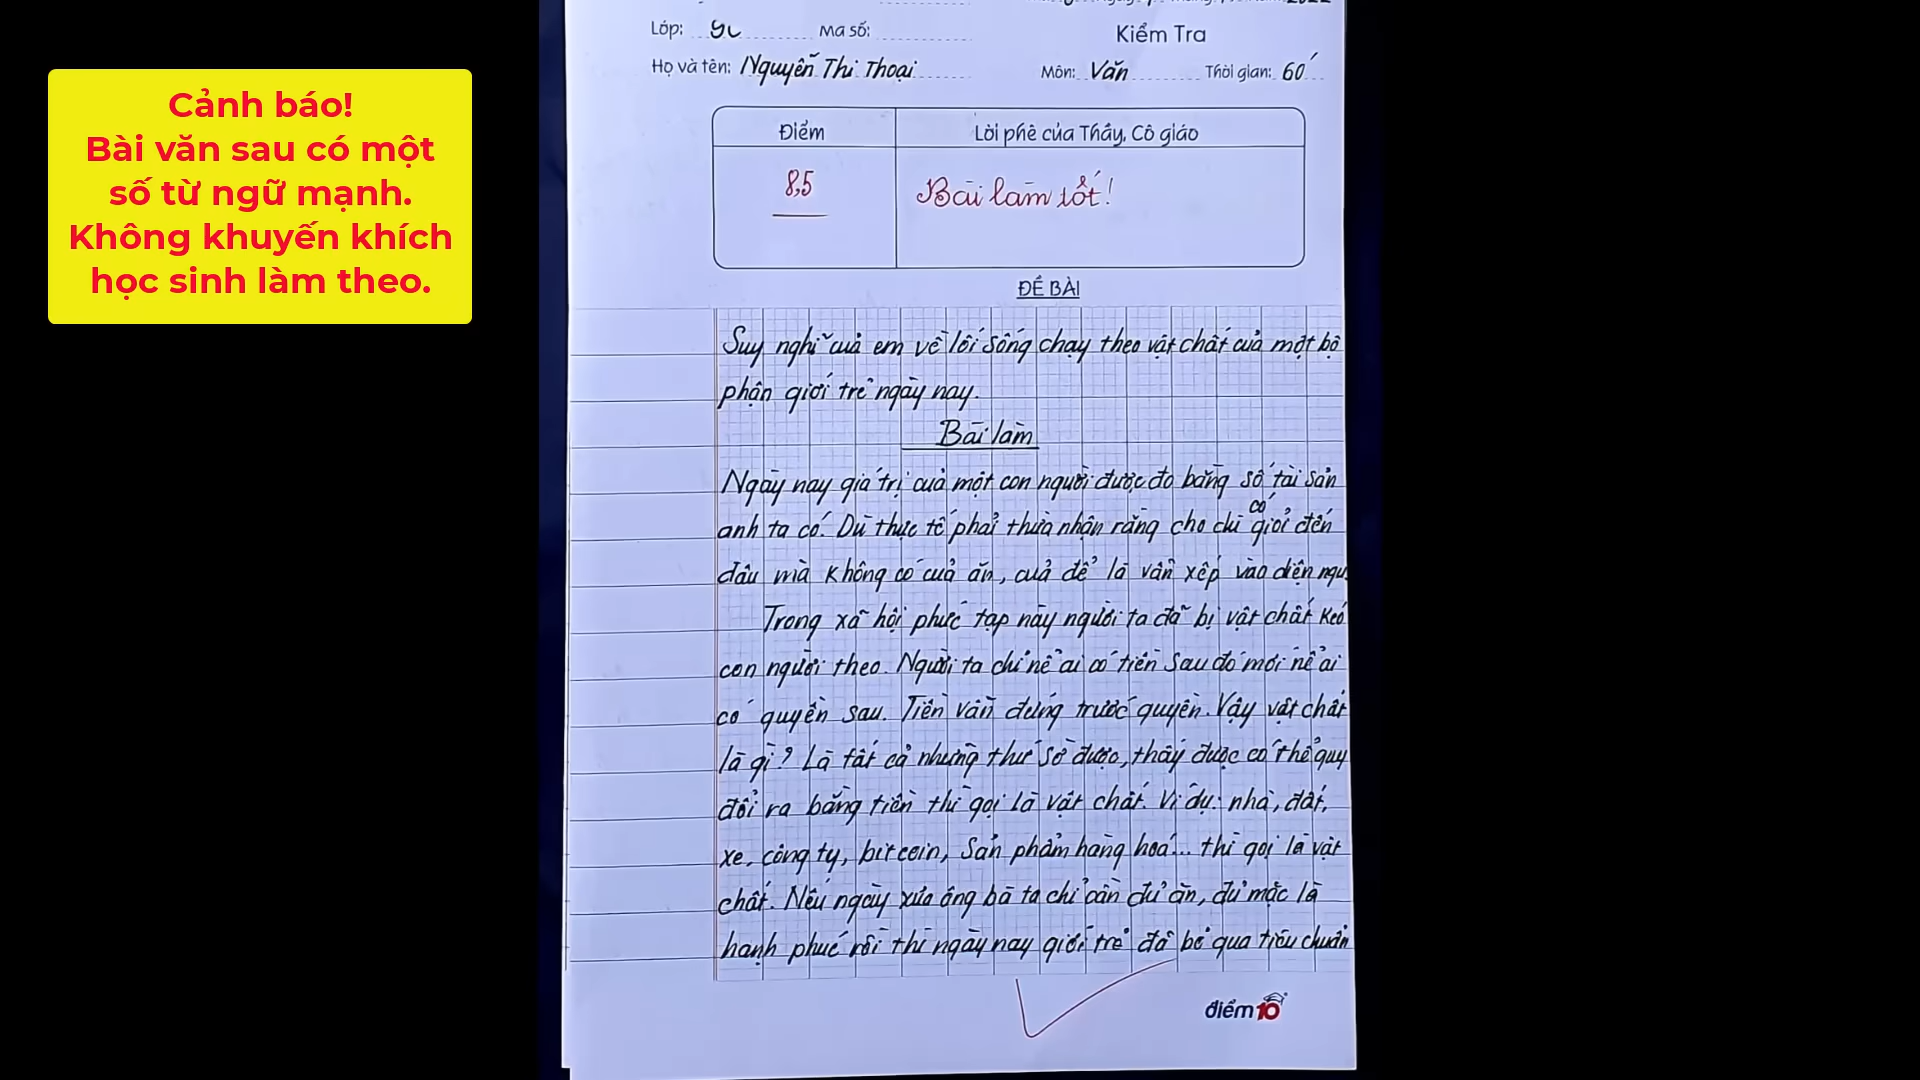 Cảnh báo!
Bài văn sau có một
số từ ngữ mạnh.
Không khuyến khích
học sinh làm theo.
2022
Lớp: 9C Mã số:
Kiểm Tra
Họ và tên: Nguyễn Thi Thoại
Môn: Văn Thời gian: 60'
Điểm
Lời phê của Thầy, Cô giáo
8,5
Bài làm tốt!
ĐỀ BÀI
Suy nghĩ của em về lối sống chạy theo vật chất của một bộ
phận giới trẻ ngày nay.
Bài làm
Ngày nay giá trị của một con người được đo bằng số tài sản
anh ta có. Dù thực tế phải thừa nhận rằng cho dù có giỏi đến
đâu mà không có của ăn, của để là vẫn xếp vào diện ngu.
Trong xã hội phức tạp này người ta đã bị vật chất kéo
con người theo. Người ta chỉ nể ai có tiền sau đó mới nể ai
có quyền sau. Tiền vẫn đứng trước quyền. Vậy vật chất
là gì? Là tất cả những thứ sờ được, thấy được có thể quy
đổi ra bằng tiền thì gọi là vật chất. Ví dụ: nhà, đất,
xe, công ty, bitcoin, sản phẩm hàng hoá... thì gọi là vật
chất. Nếu ngày xưa ông bà ta chỉ cần đủ ăn, đủ mặc là
hạnh phúc rồi thì ngày nay giới trẻ đã bỏ qua tiêu chuẩn
điểm10